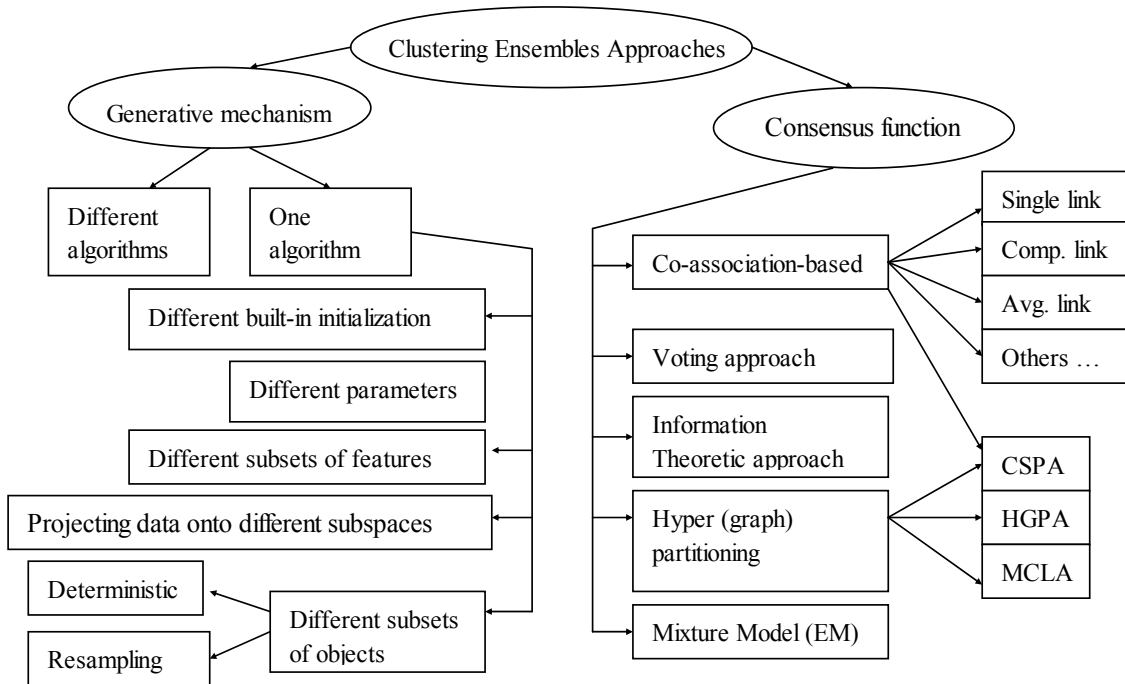 Clustering Ensembles Approaches
Generative mechanism
Consensus function
Different
algorithms
One
algorithm
Different built-in initialization
Different parameters
Different subsets of features
Projecting data onto different subspaces
Deterministic
Resampling
Different subsets
of objects
Co-association-based
Voting approach
Information
Theoretic approach
Hyper (graph)
partitioning
Mixture Model (EM)
Single link
Comp. link
Avg. link
Others …
CSPA
HGPA
MCLA